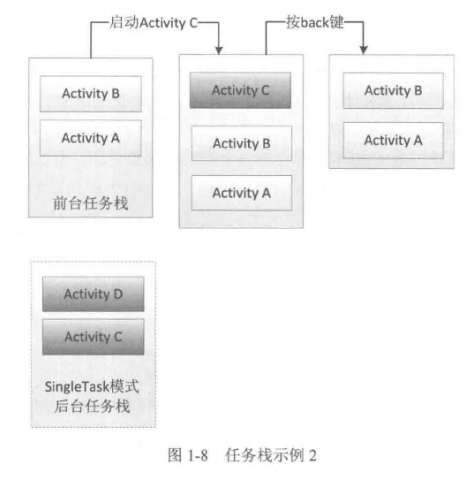 启动Activity C
按back键
Activity B
Activity A
前台任务栈
Activity C
Activity B
Activity A
Activity B
Activity A
Activity D
Activity C
SingleTask模式
后台任务栈
图 1-8 任务栈示例 2